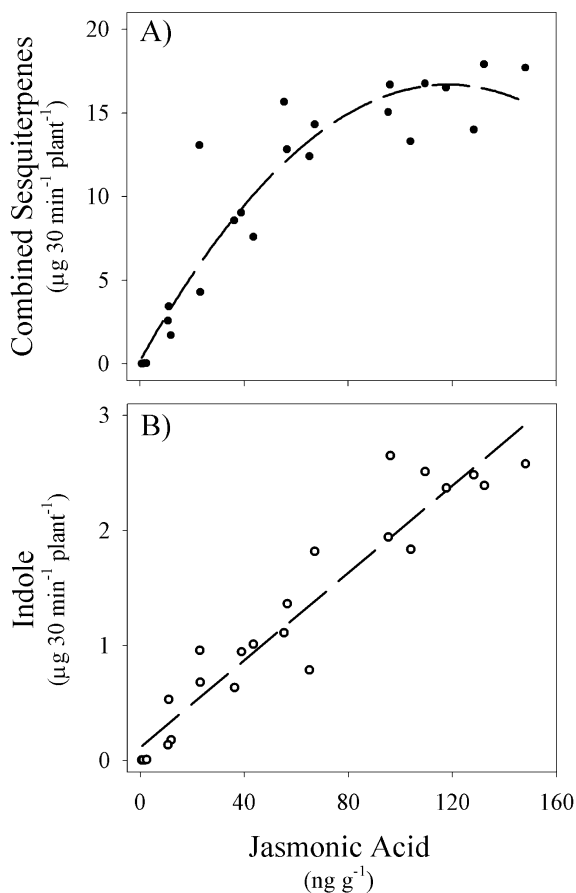 A)
Combined Sesquiterpenes
(µg 30 min⁻¹ plant⁻¹)
20
15
10
5
0
B)
Indole
(µg 30 min⁻¹ plant⁻¹)
3
2
1
0
0 40 80 120 160
Jasmonic Acid
(ng g⁻¹)